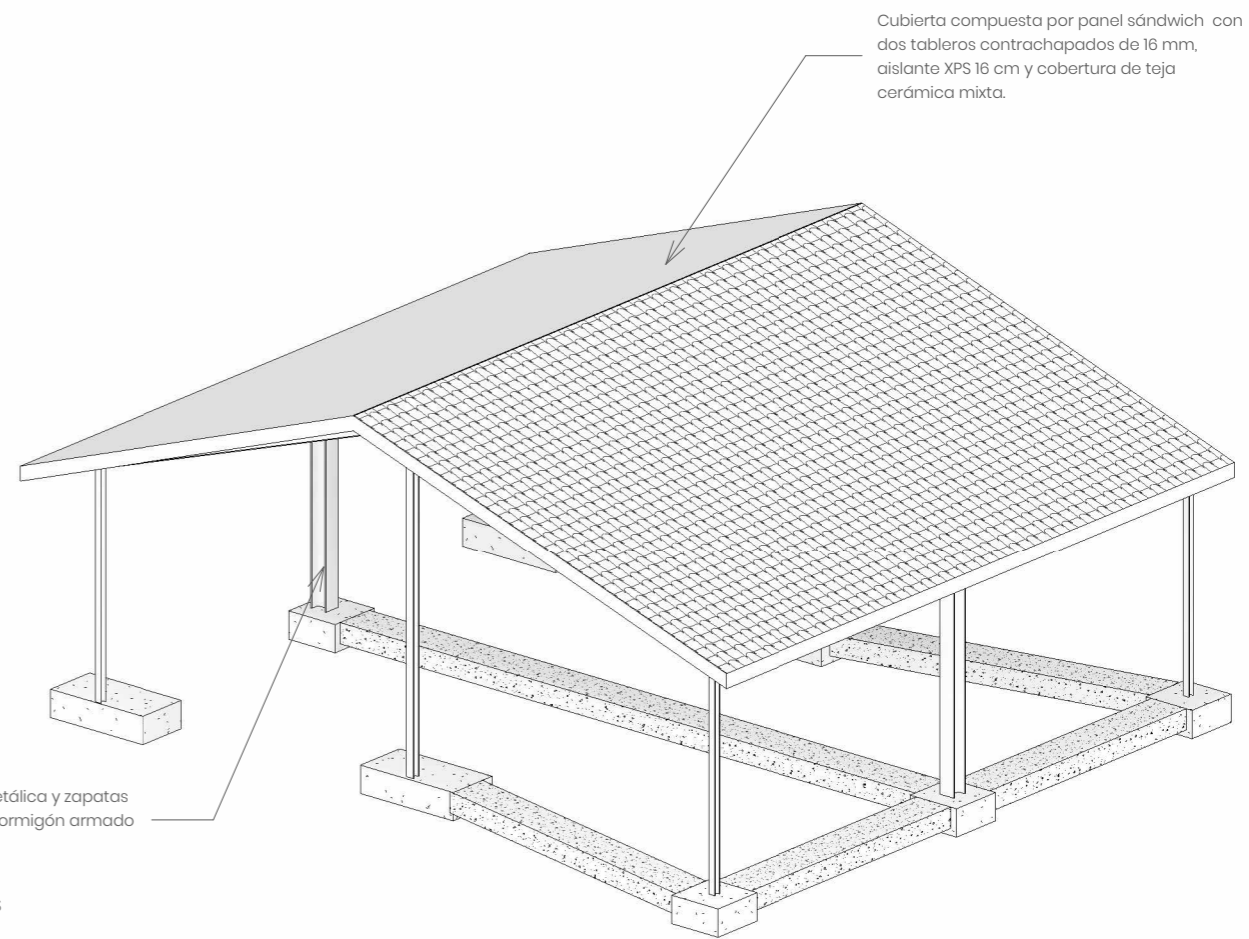 Cubierta compuesta por panel sándwich con
dos tableros contrachapados de 16 mm,
aislante XPS 16 cm y cobertura de teja
cerámica mixta.
etálica y zapatas
ormigón armado